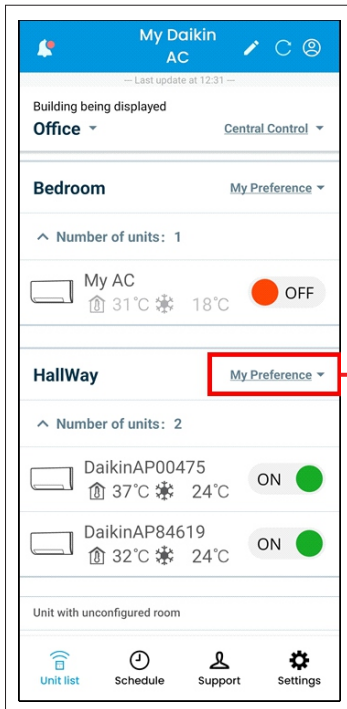 My Daikin
AC
— Last update at 12:31 —
Building being displayed
Office
Central Control
Bedroom
My Preference
Number of units: 1
My AC
31°C 18°C
OFF
HallWay
My Preference
Number of units: 2
DaikinAP00475
37°C 24°C
ON
DaikinAP84619
32°C 24°C
ON
Unit with unconfigured room
Unit list
Schedule
Support
Settings